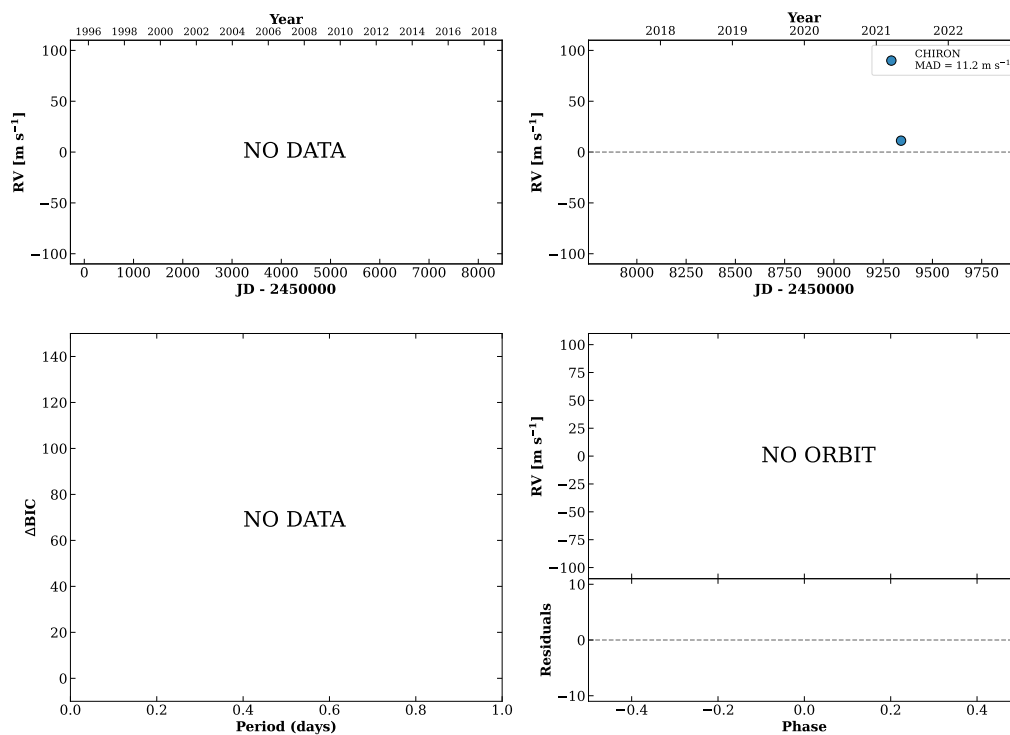 Year
1996 1998 2000 2002 2004 2006 2008 2010 2012 2014 2016 2018
100
50
0
−50
−100
RV [m s⁻¹]
NO DATA
0 1000 2000 3000 4000 5000 6000 7000 8000
JD - 2450000
Year
2018 2019 2020 2021 2022
100
50
0
−50
−100
RV [m s⁻¹]
CHIRON
MAD = 11.2 m s⁻¹
8000 8250 8500 8750 9000 9250 9500 9750
JD - 2450000
140
120
100
80
60
40
20
0
ΔBIC
NO DATA
0.0 0.2 0.4 0.6 0.8 1.0
Period (days)
100
75
50
25
0
−25
−50
−75
−100
RV [m s⁻¹]
NO ORBIT
10
0
−10
Residuals
−0.4 −0.2 0.0 0.2 0.4
Phase